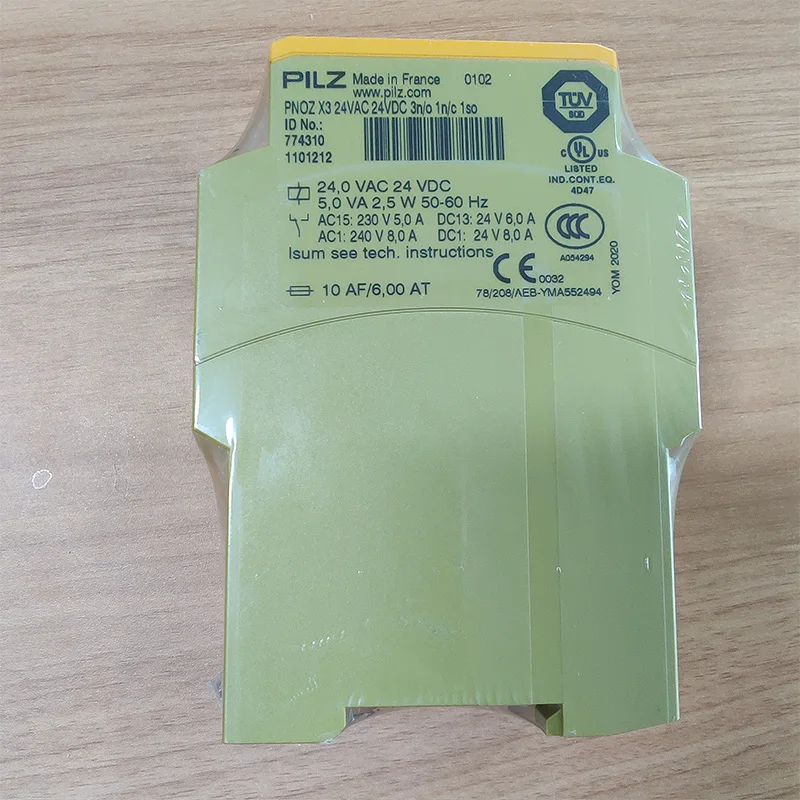 PILZ Made in France 0102
www.pilz.com
PNOZ X3 24VAC 24VDC 3n/o 1n/c 1so
ID No.:
774310
1101212
TÜV
SÜD
UL US
LISTED
IND.CONT.EQ.
4D47
24,0 VAC 24 VDC
5,0 VA 2,5 W 50-60 Hz
AC15: 230 V 5,0 A DC13: 24 V 6,0 A
AC1: 240 V 8,0 A DC1: 24 V 8,0 A
Isum see tech. instructions
CCC
A054294
CE 0032
YOM 2020
10 AF/6,00 AT
78/208/AEB-YMA552494